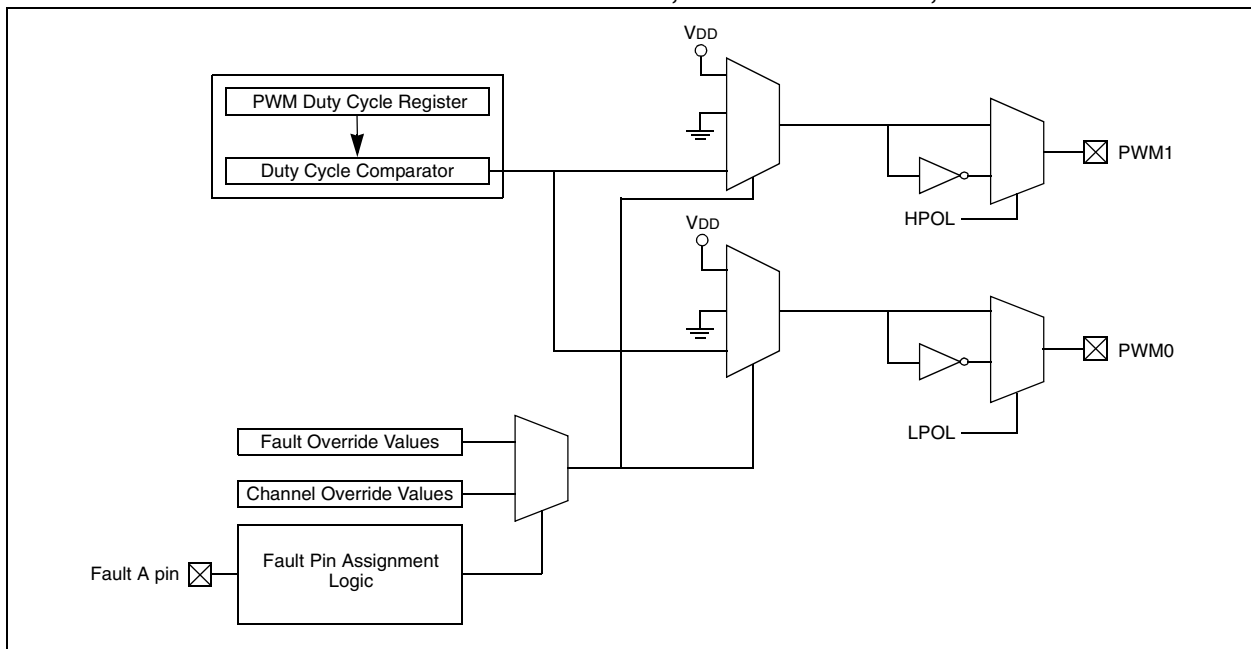 VDD
PWM Duty Cycle Register
Duty Cycle Comparator
PWM1
HPOL
VDD
PWM0
LPOL
Fault Override Values
Channel Override Values
Fault A pin
Fault Pin Assignment
Logic